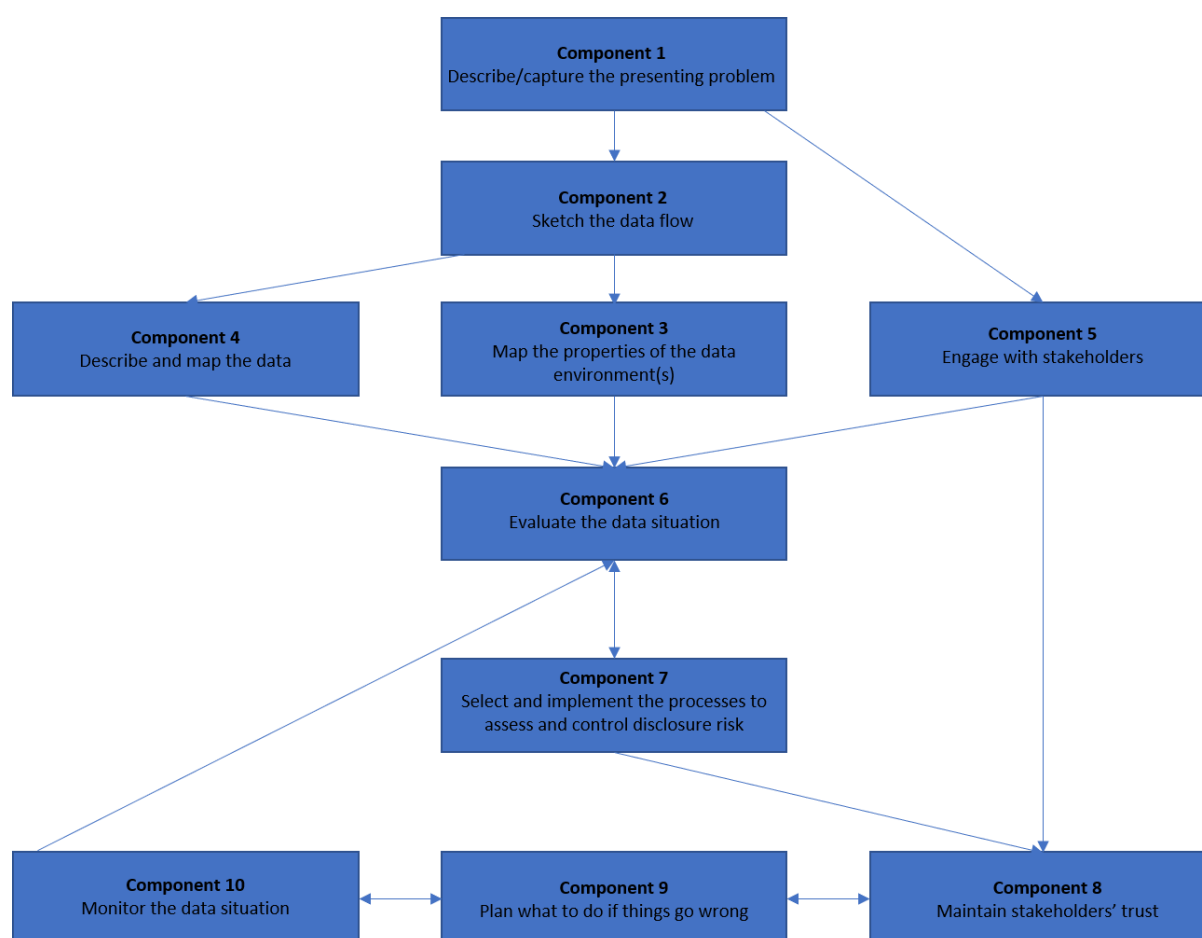 Component 1
Describe/capture the presenting problem
Component 2
Sketch the data flow
Component 4
Describe and map the data
Component 3
Map the properties of the data
environment(s)
Component 5
Engage with stakeholders
Component 6
Evaluate the data situation
Component 7
Select and implement the processes to
assess and control disclosure risk
Component 10
Monitor the data situation
Component 9
Plan what to do if things go wrong
Component 8
Maintain stakeholders’ trust